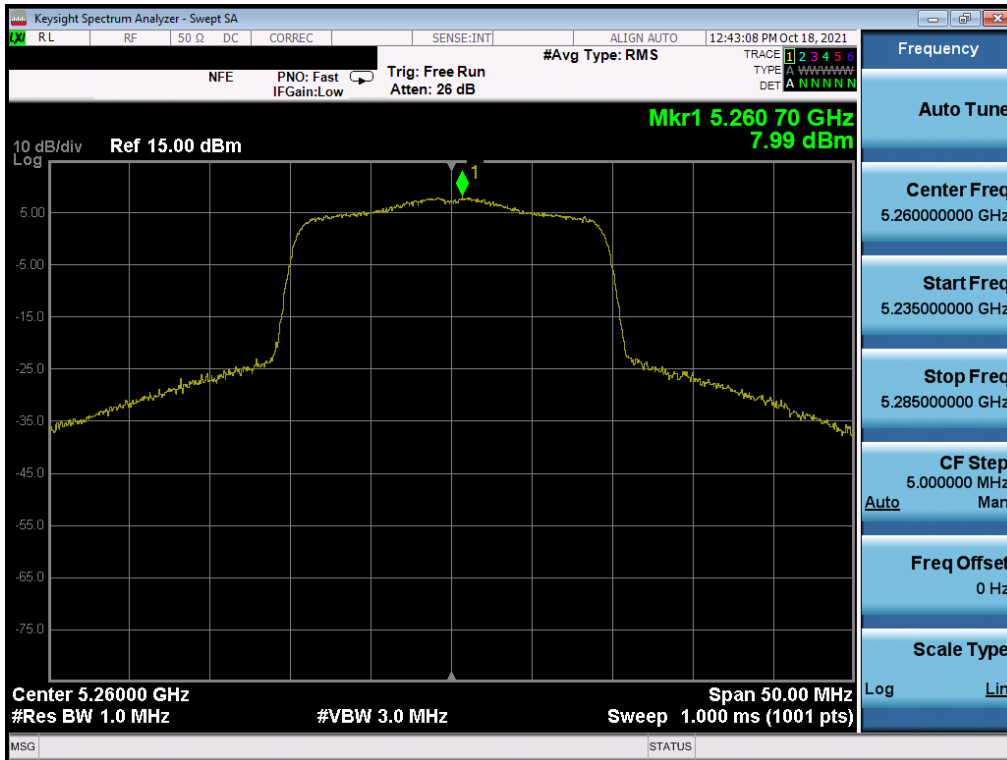 Keysight Spectrum Analyzer - Swept SA
LXI RL RF 50 Ω DC CORREC SENSE:INT ALIGN AUTO 12:43:08 PM Oct 18, 2021
NFE PNO: Fast IFGain:Low Trig: Free Run Atten: 26 dB #Avg Type: RMS
TRACE 1 2 3 4 5 6
TYPE A WWWWW
DET A N N N N N
Mkr1 5.260 70 GHz
7.99 dBm
10 dB/div Ref 15.00 dBm
Log
1
5.00
-5.00
-15.0
-25.0
-35.0
-45.0
-55.0
-65.0
-75.0
Center 5.26000 GHz Span 50.00 MHz
#Res BW 1.0 MHz #VBW 3.0 MHz Sweep 1.000 ms (1001 pts)
MSG STATUS
Frequency
Auto Tune
Center Freq
5.260000000 GHz
Start Freq
5.235000000 GHz
Stop Freq
5.285000000 GHz
CF Step
5.000000 MHz
Auto Man
Freq Offset
0 Hz
Scale Type
Log Lin